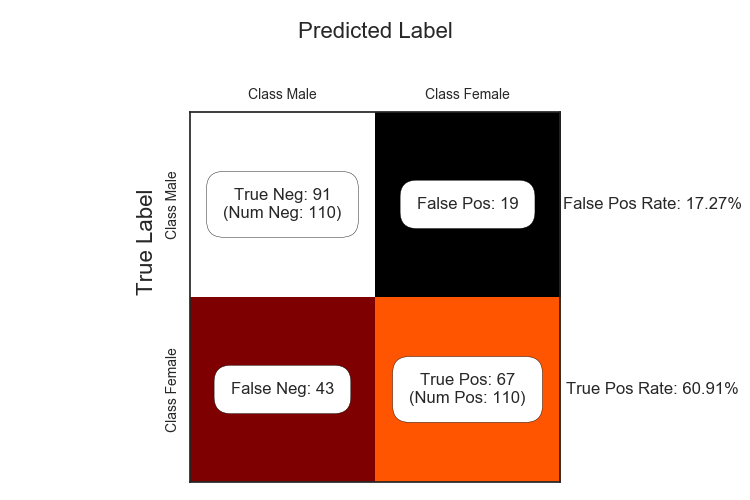 Predicted Label
Class Male
Class Female
True Label
Class Male
True Neg: 91
(Num Neg: 110)
False Pos: 19
False Pos Rate: 17.27%
Class Female
False Neg: 43
True Pos: 67
(Num Pos: 110)
True Pos Rate: 60.91%